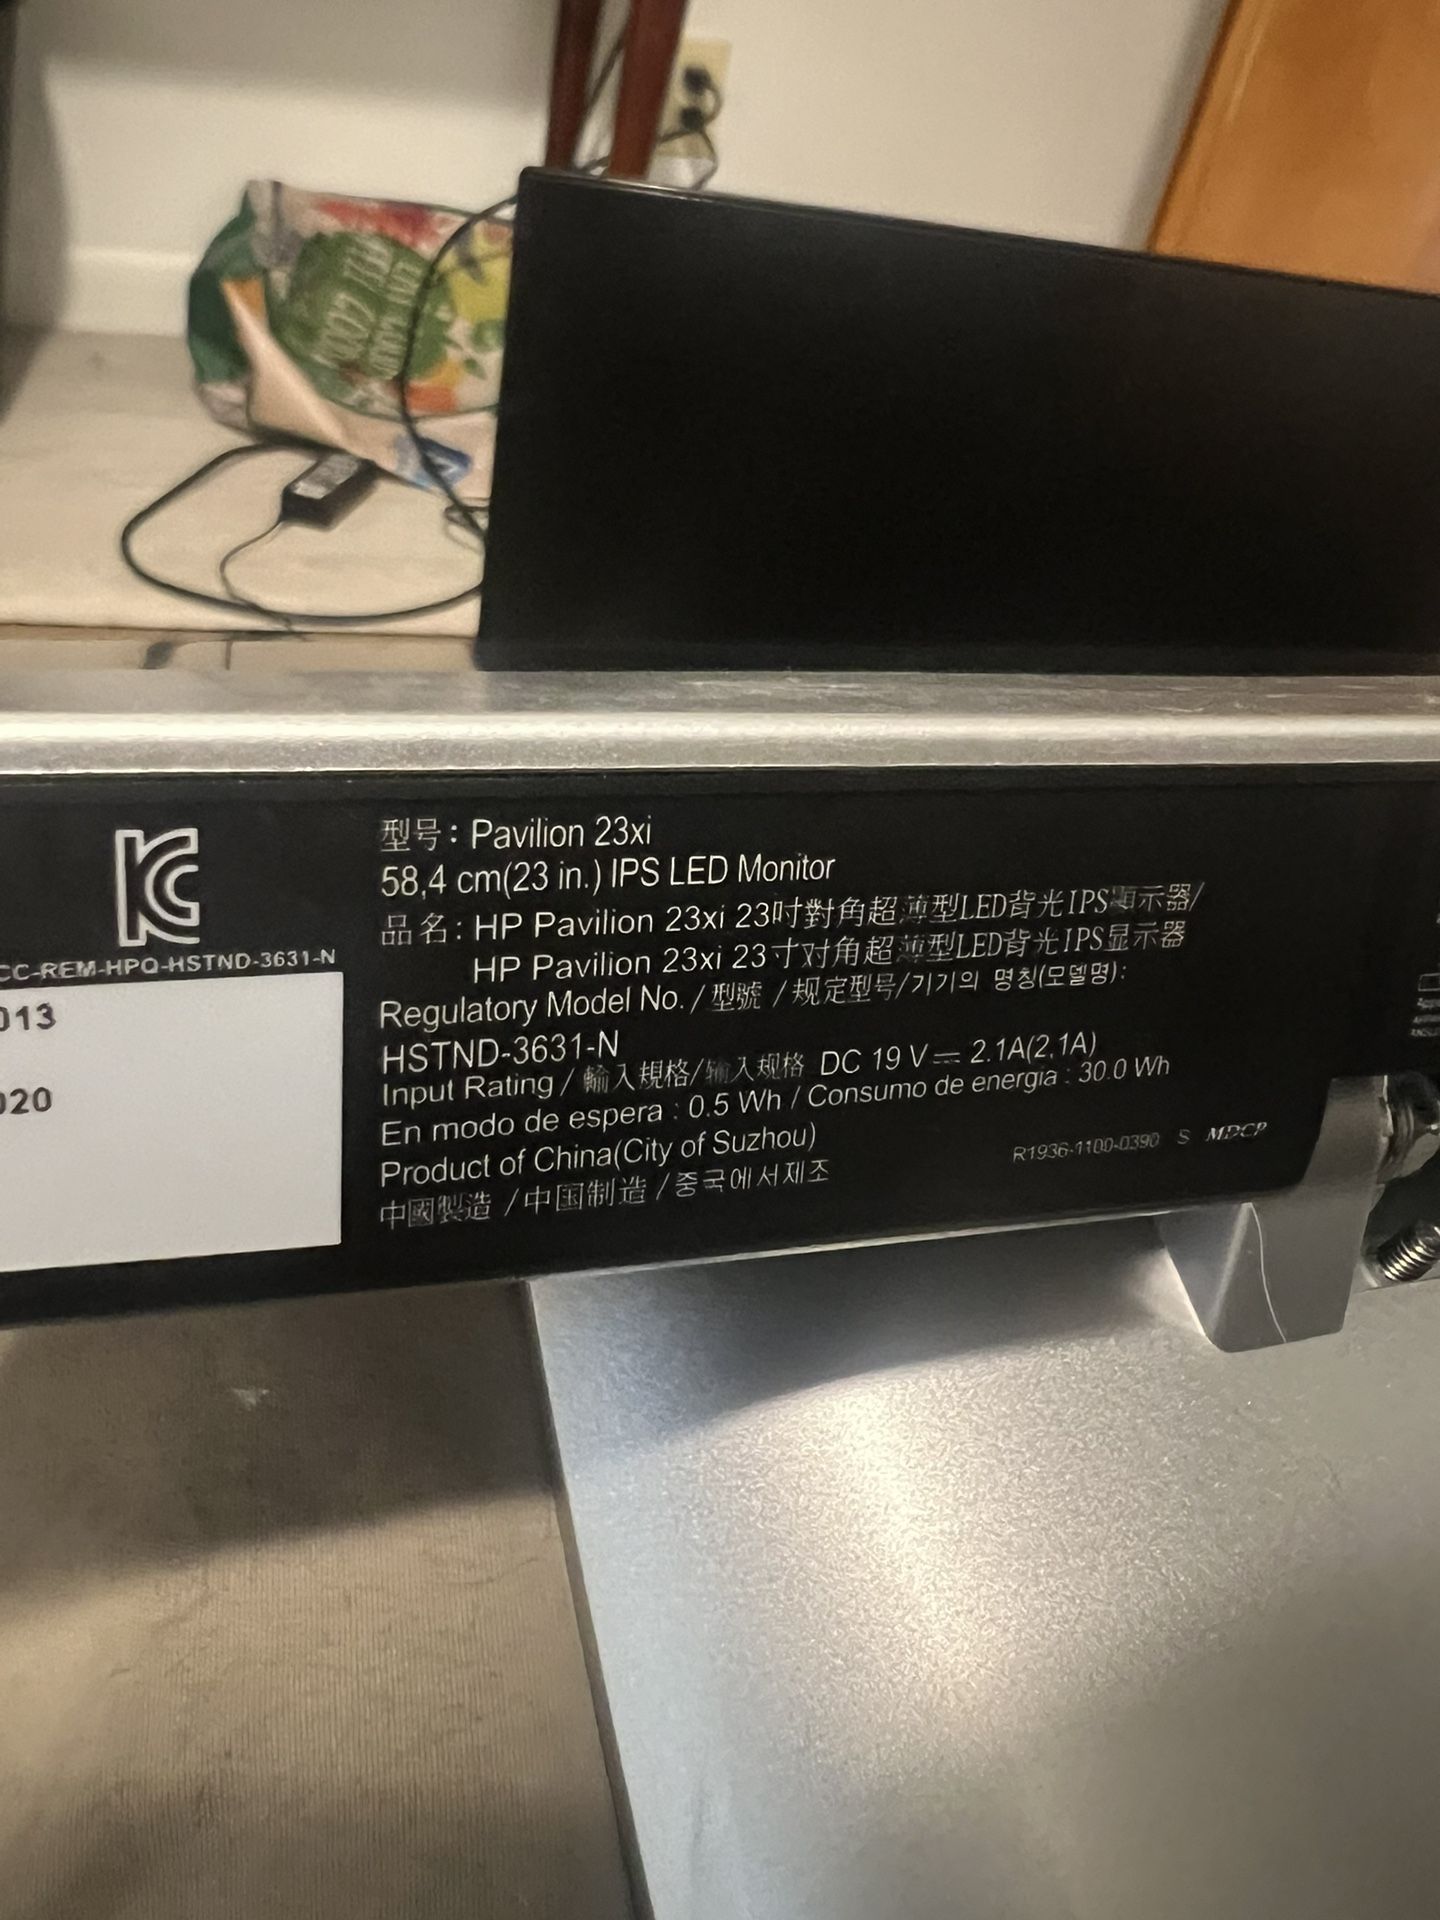 FEEL GOOD
KC
CC-REM-HPQ-HSTND-3631-N
013
020
型号: Pavilion 23xi
58,4 cm(23 in.) IPS LED Monitor
品名: HP Pavilion 23xi 23吋對角超薄型LED背光IPS顯示器/
HP Pavilion 23xi 23寸对角超薄型LED背光IPS显示器
Regulatory Model No. / 型號 / 规定型号/기기의 명칭(모델명):
HSTND-3631-N
Input Rating / 輸入規格/输入规格 DC 19 V⎓ 2.1A(2.1A)
En modo de espera : 0.5 Wh / Consumo de energía : 30.0 Wh
Product of China(City of Suzhou)
R1936-1100-0390 S MDCP
中國製造 /中国制造 /중국에서제조